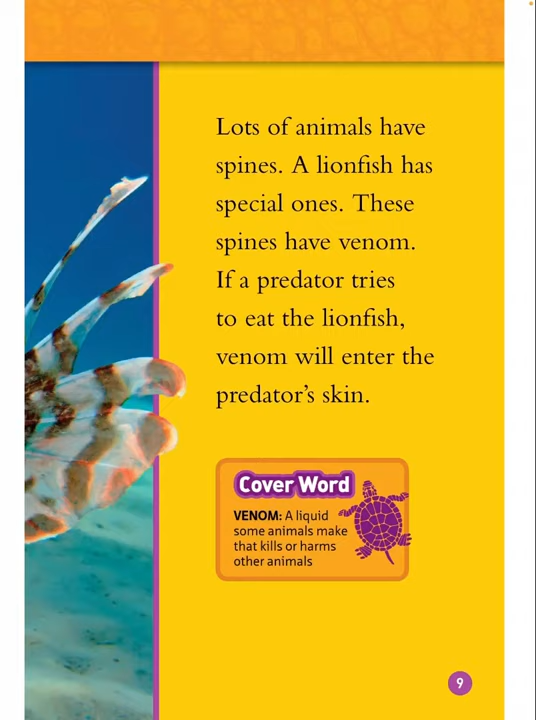 Lots of animals have
spines. A lionfish has
special ones. These
spines have venom.
If a predator tries
to eat the lionfish,
venom will enter the
predator’s skin.
Cover Word
VENOM: A liquid
some animals make
that kills or harms
other animals
9